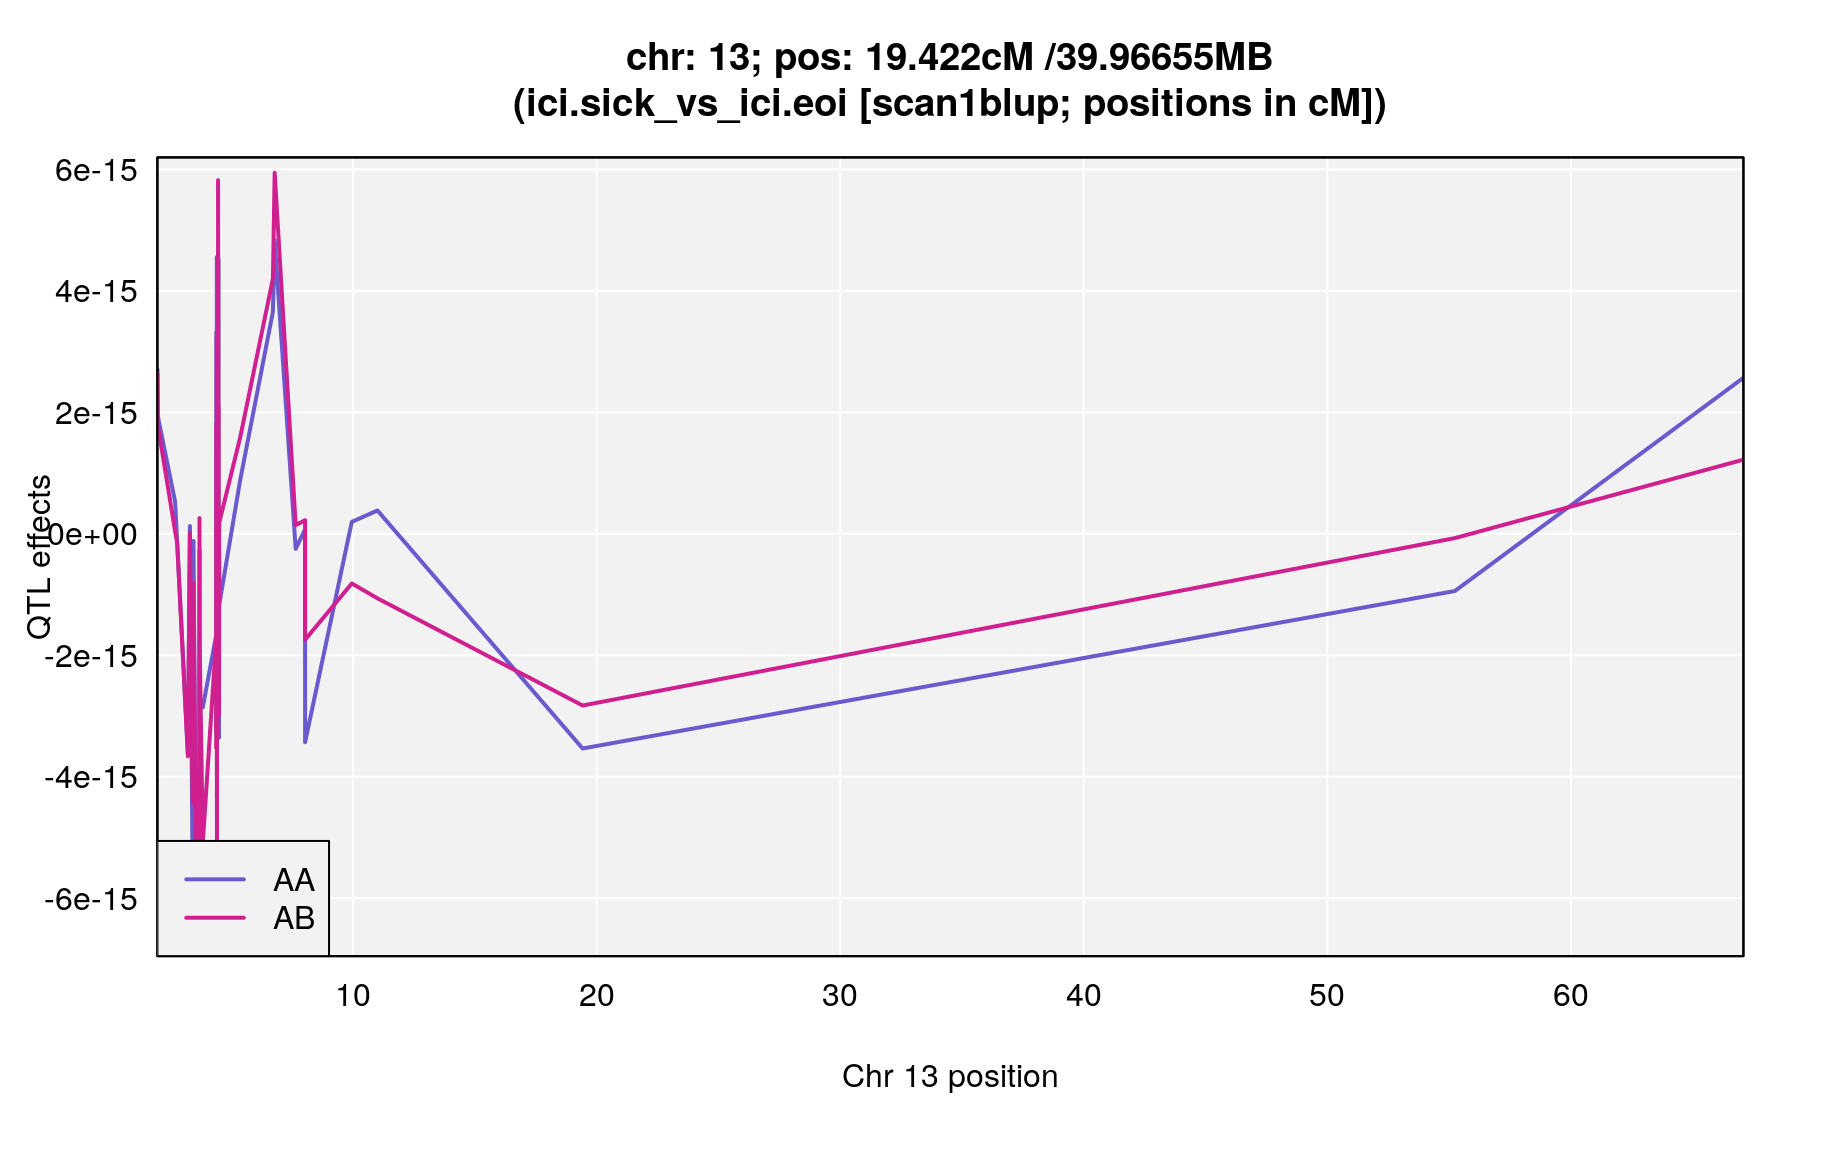 chr: 13; pos: 19.422cM /39.96655MB
(ici.sick_vs_ici.eoi [scan1blup; positions in cM])
6e-15
4e-15
2e-15
0e+00
-2e-15
-4e-15
-6e-15
QTL effects
AA
AB
10 20 30 40 50 60
Chr 13 position